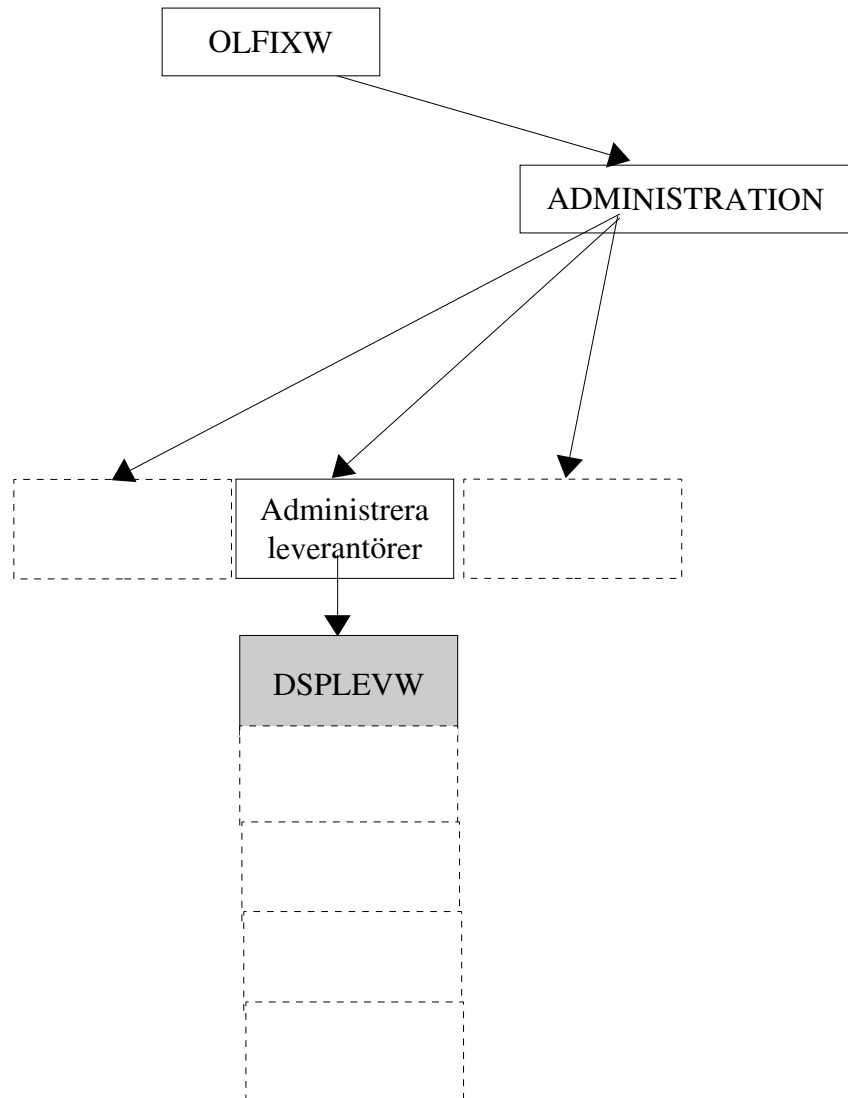 OLFIXW
ADMINISTRATION
Administrera
leverantörer
DSPLEVW